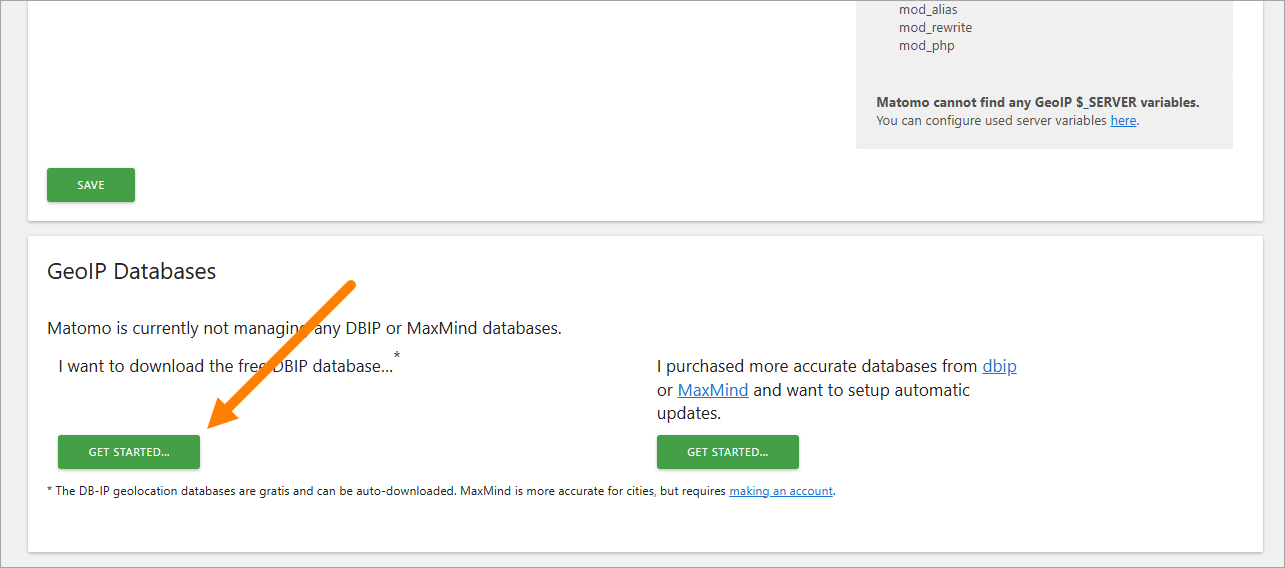 mod_alias
mod_rewrite
mod_php
Matomo cannot find any GeoIP $_SERVER variables.
You can configure used server variables here.
SAVE
GeoIP Databases
Matomo is currently not managing any DBIP or MaxMind databases.
I want to download the free DBIP database...*
GET STARTED...
I purchased more accurate databases from dbip
or MaxMind and want to setup automatic
updates.
GET STARTED...
* The DB-IP geolocation databases are gratis and can be auto-downloaded. MaxMind is more accurate for cities, but requires making an account.